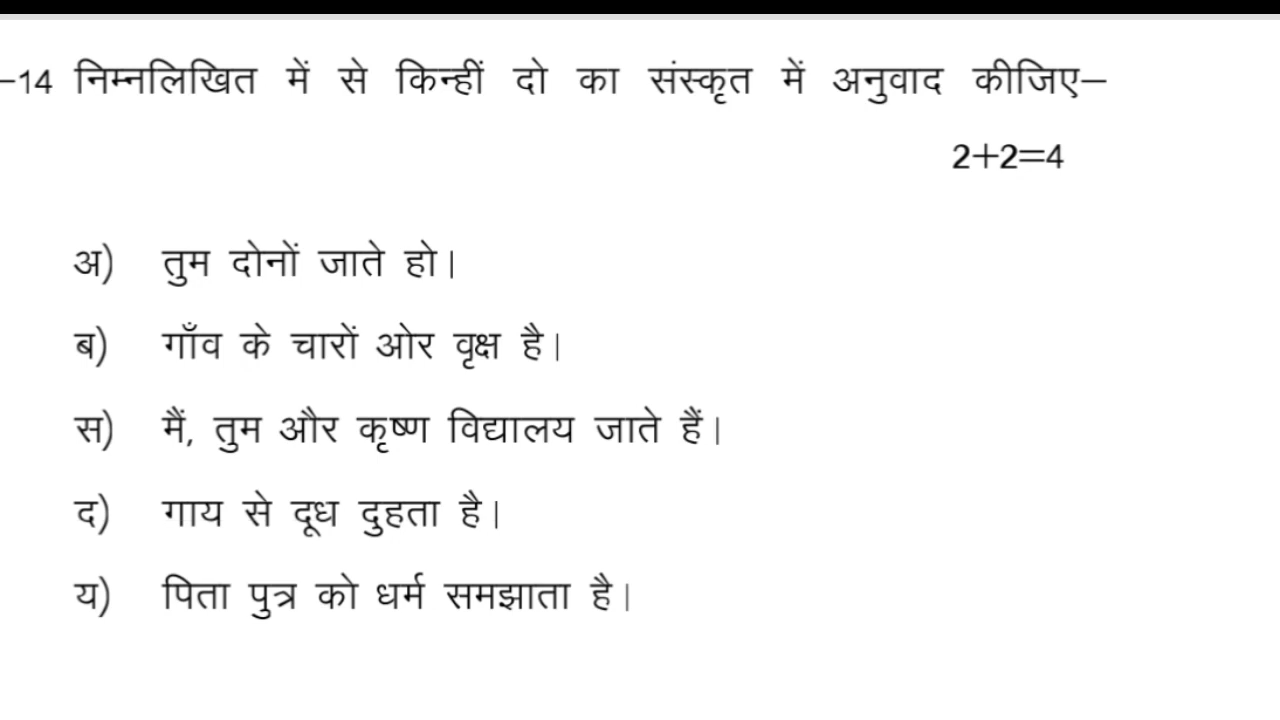 –14 निम्नलिखित में से किन्हीं दो का संस्कृत में अनुवाद कीजिए–
2+2=4
अ) तुम दोनों जाते हो।
ब) गाँव के चारों ओर वृक्ष है।
स) मैं, तुम और कृष्ण विद्यालय जाते हैं।
द) गाय से दूध दुहता है।
य) पिता पुत्र को धर्म समझाता है।